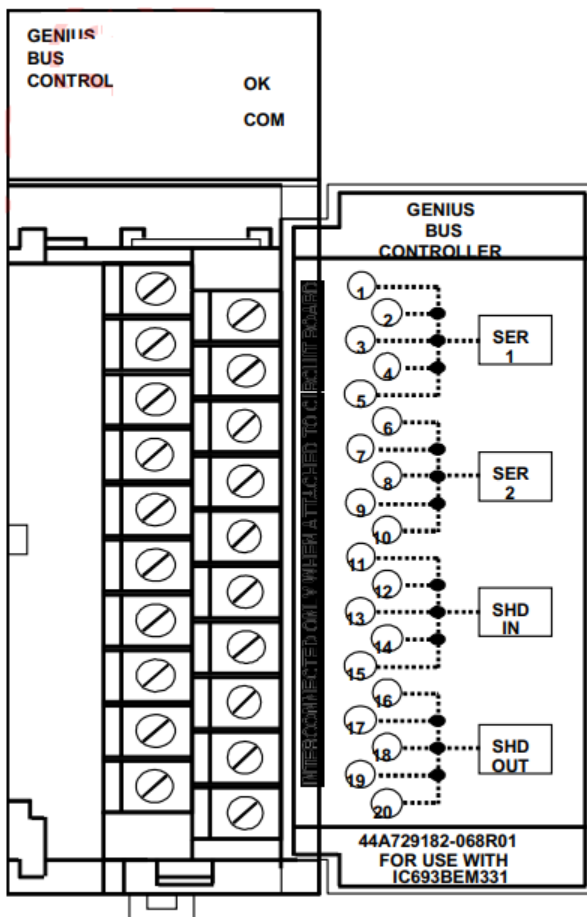 GENIUS
BUS
CONTROL
OK
COM
GENIUS
BUS
CONTROLLER
INTERCONNECTED ONLY WHEN ATTACHED TO CIRCUIT BOARD
1
2
3
4
5
SER
1
6
7
8
9
10
SER
2
11
12
13
14
15
SHD
IN
16
17
18
19
20
SHD
OUT
44A729182-068R01
FOR USE WITH
IC693BEM331